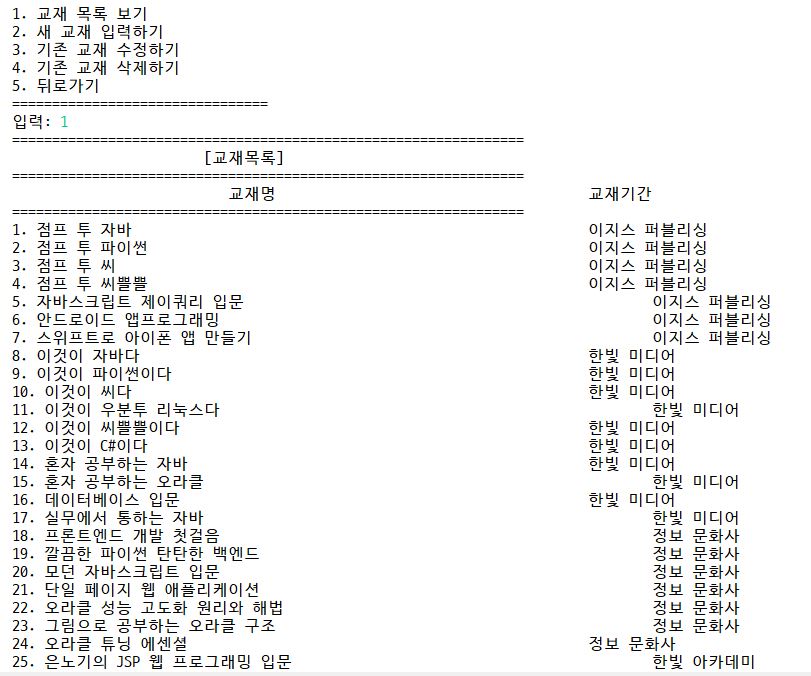 1. 교재 목록 보기
2. 새 교재 입력하기
3. 기존 교재 수정하기
4. 기존 교재 삭제하기
5. 뒤로가기
================================
입력: 1
================================================================
[교재목록]
================================================================
교재명 교재기간
================================================================
1. 점프 투 자바 이지스 퍼블리싱
2. 점프 투 파이썬 이지스 퍼블리싱
3. 점프 투 씨 이지스 퍼블리싱
4. 점프 투 씨쁠쁠 이지스 퍼블리싱
5. 자바스크립트 제이쿼리 입문 이지스 퍼블리싱
6. 안드로이드 앱프로그래밍 이지스 퍼블리싱
7. 스위프트로 아이폰 앱 만들기 이지스 퍼블리싱
8. 이것이 자바다 한빛 미디어
9. 이것이 파이썬이다 한빛 미디어
10. 이것이 씨다 한빛 미디어
11. 이것이 우분투 리눅스다 한빛 미디어
12. 이것이 씨쁠쁠이다 한빛 미디어
13. 이것이 C#이다 한빛 미디어
14. 혼자 공부하는 자바 한빛 미디어
15. 혼자 공부하는 오라클 한빛 미디어
16. 데이터베이스 입문 한빛 미디어
17. 실무에서 통하는 자바 한빛 미디어
18. 프론트엔드 개발 첫걸음 정보 문화사
19. 깔끔한 파이썬 탄탄한 백엔드 정보 문화사
20. 모던 자바스크립트 입문 정보 문화사
21. 단일 페이지 웹 애플리케이션 정보 문화사
22. 오라클 성능 고도화 원리와 해법 정보 문화사
23. 그림으로 공부하는 오라클 구조 정보 문화사
24. 오라클 튜닝 에센셜 정보 문화사
25. 은노기의 JSP 웹 프로그래밍 입문 한빛 아카데미